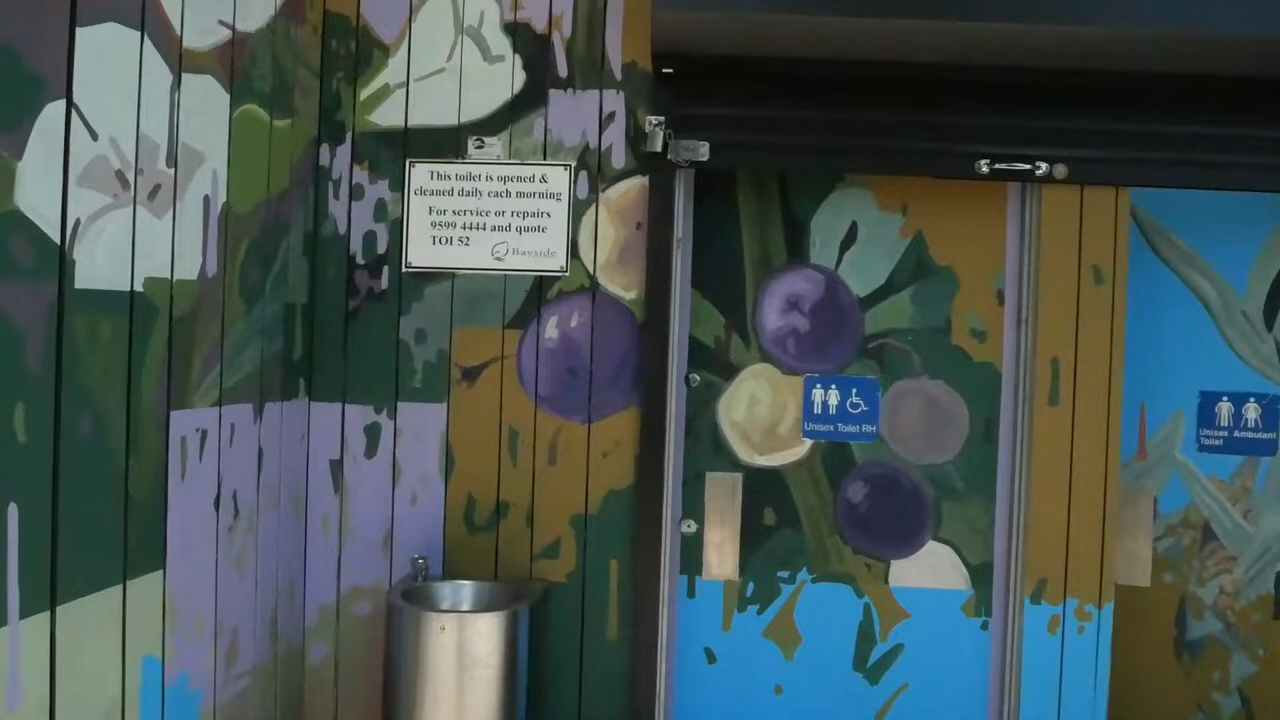 This toilet is opened &
cleaned daily each morning
For service or repairs
9599 4444 and quote
TOI 52
Bayside
Unisex Toilet RH
Unisex Ambulant
Toilet